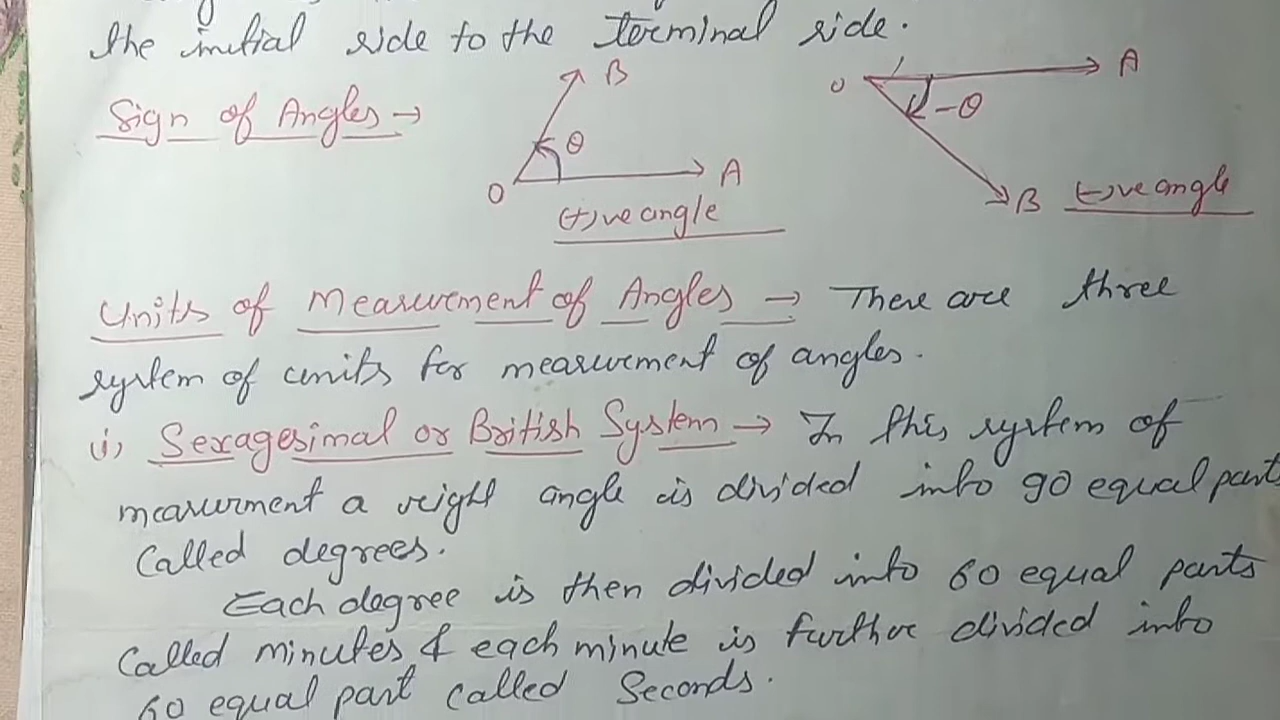 the initial side to the terminal side.
Sign of Angles →
B
θ
O
A
(+)ve angle
O
A
-θ
B
(-)ve angle
Units of Measurement of Angles → There are three
system of units for measurement of angles.
(i) Sexagesimal or British System → In this system of
measurment a right angle is divided into 90 equal parts
Called degrees.
Each degree is then divided into 60 equal parts
Called minutes & each minute is further divided into
60 equal part called Seconds.